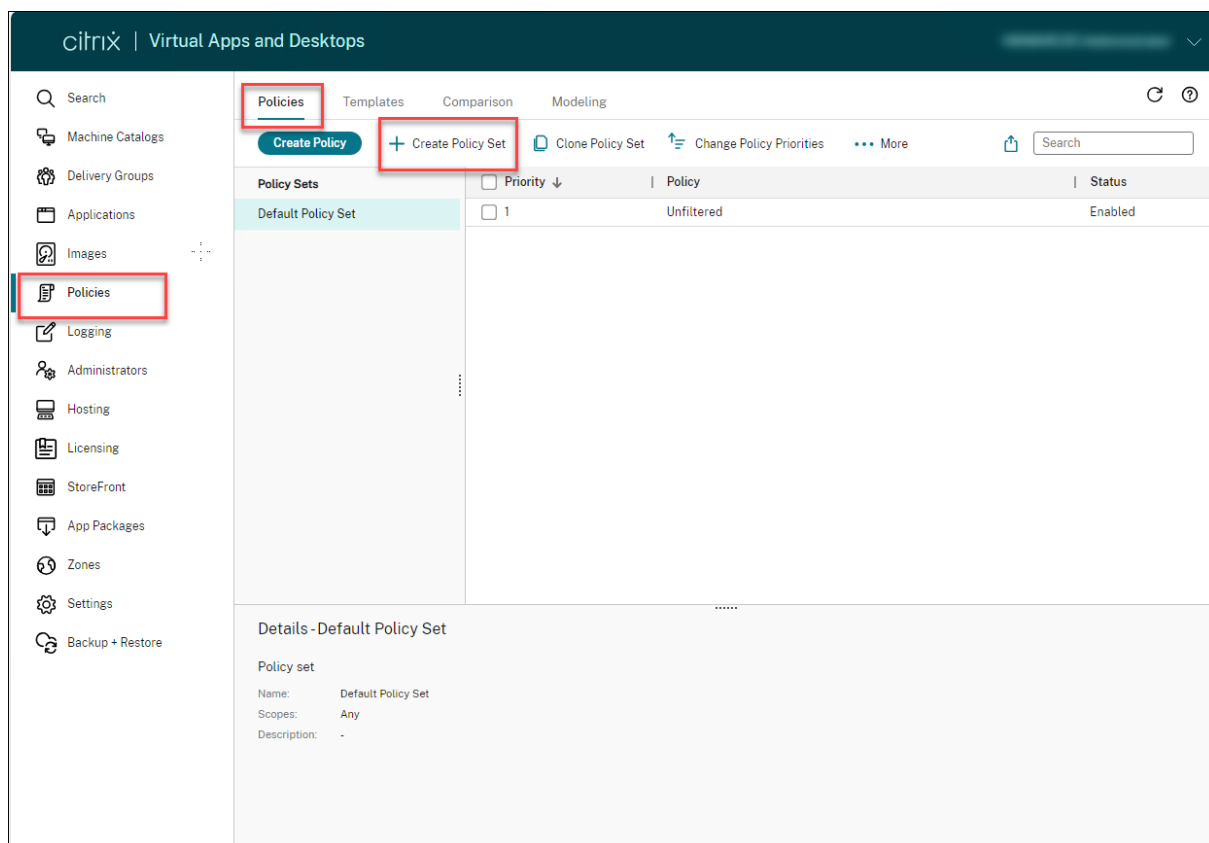 citrix | Virtual Apps and Desktops
Search
Machine Catalogs
Delivery Groups
Applications
Images
Policies
Logging
Administrators
Hosting
Licensing
StoreFront
App Packages
Zones
Settings
Backup + Restore
Policies Templates Comparison Modeling
Create Policy + Create Policy Set Clone Policy Set Change Policy Priorities ••• More Search
Policy Sets
Default Policy Set
Priority ↓ | Policy | Status
1 Unfiltered Enabled
Details - Default Policy Set
Policy set
Name: Default Policy Set
Scopes: Any
Description: -